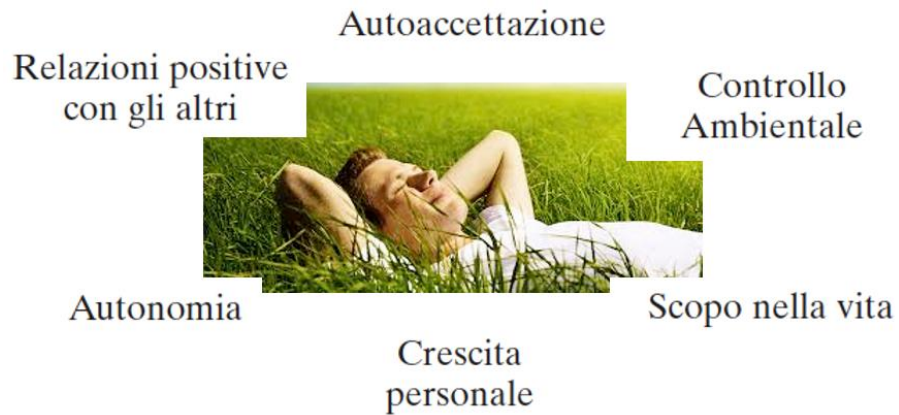 Autoaccettazione
Relazioni positive
con gli altri
Controllo
Ambientale
Autonomia
Scopo nella vita
Crescita
personale